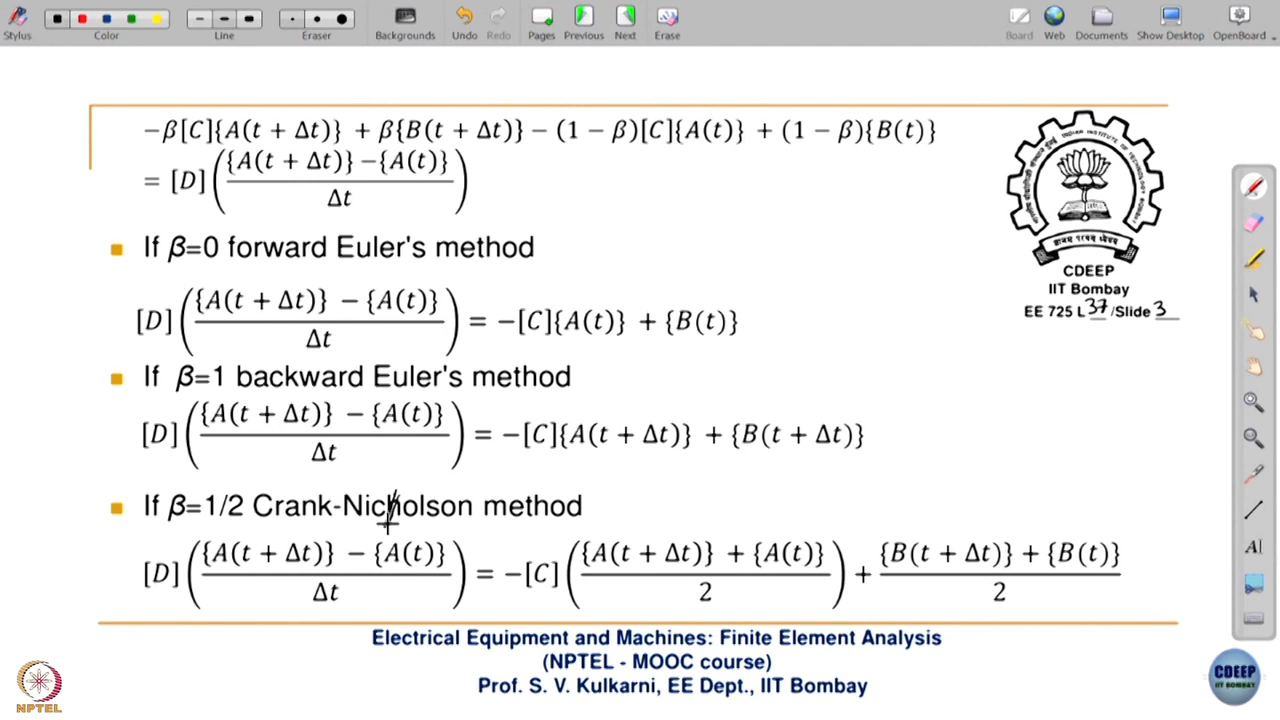 Stylus Color Line Eraser Backgrounds Undo Redo Pages Previous Next Erase Board Web Documents Show Desktop OpenBoard
−β[C]{A(t + Δt)} + β{B(t + Δt)} − (1 − β)[C]{A(t)} + (1 − β){B(t)}
= [D] ( ({A(t + Δt)} −{A(t)}) / Δt )
If β=0 forward Euler's method
[D] ( ({A(t + Δt)} − {A(t)}) / Δt ) = −[C]{A(t)} + {B(t)}
If β=1 backward Euler's method
[D] ( ({A(t + Δt)} − {A(t)}) / Δt ) = −[C]{A(t + Δt)} + {B(t + Δt)}
If β=1/2 Crank-Nicholson method
[D] ( ({A(t + Δt)} − {A(t)}) / Δt ) = −[C] ( ({A(t + Δt)} + {A(t)}) / 2 ) + ({B(t + Δt)} + {B(t)}) / 2
CDEEP
IIT Bombay
EE 725 L 37 /Slide 3
Electrical Equipment and Machines: Finite Element Analysis
(NPTEL - MOOC course)
Prof. S. V. Kulkarni, EE Dept., IIT Bombay
NPTEL
CDEEP
IIT BOMBAY